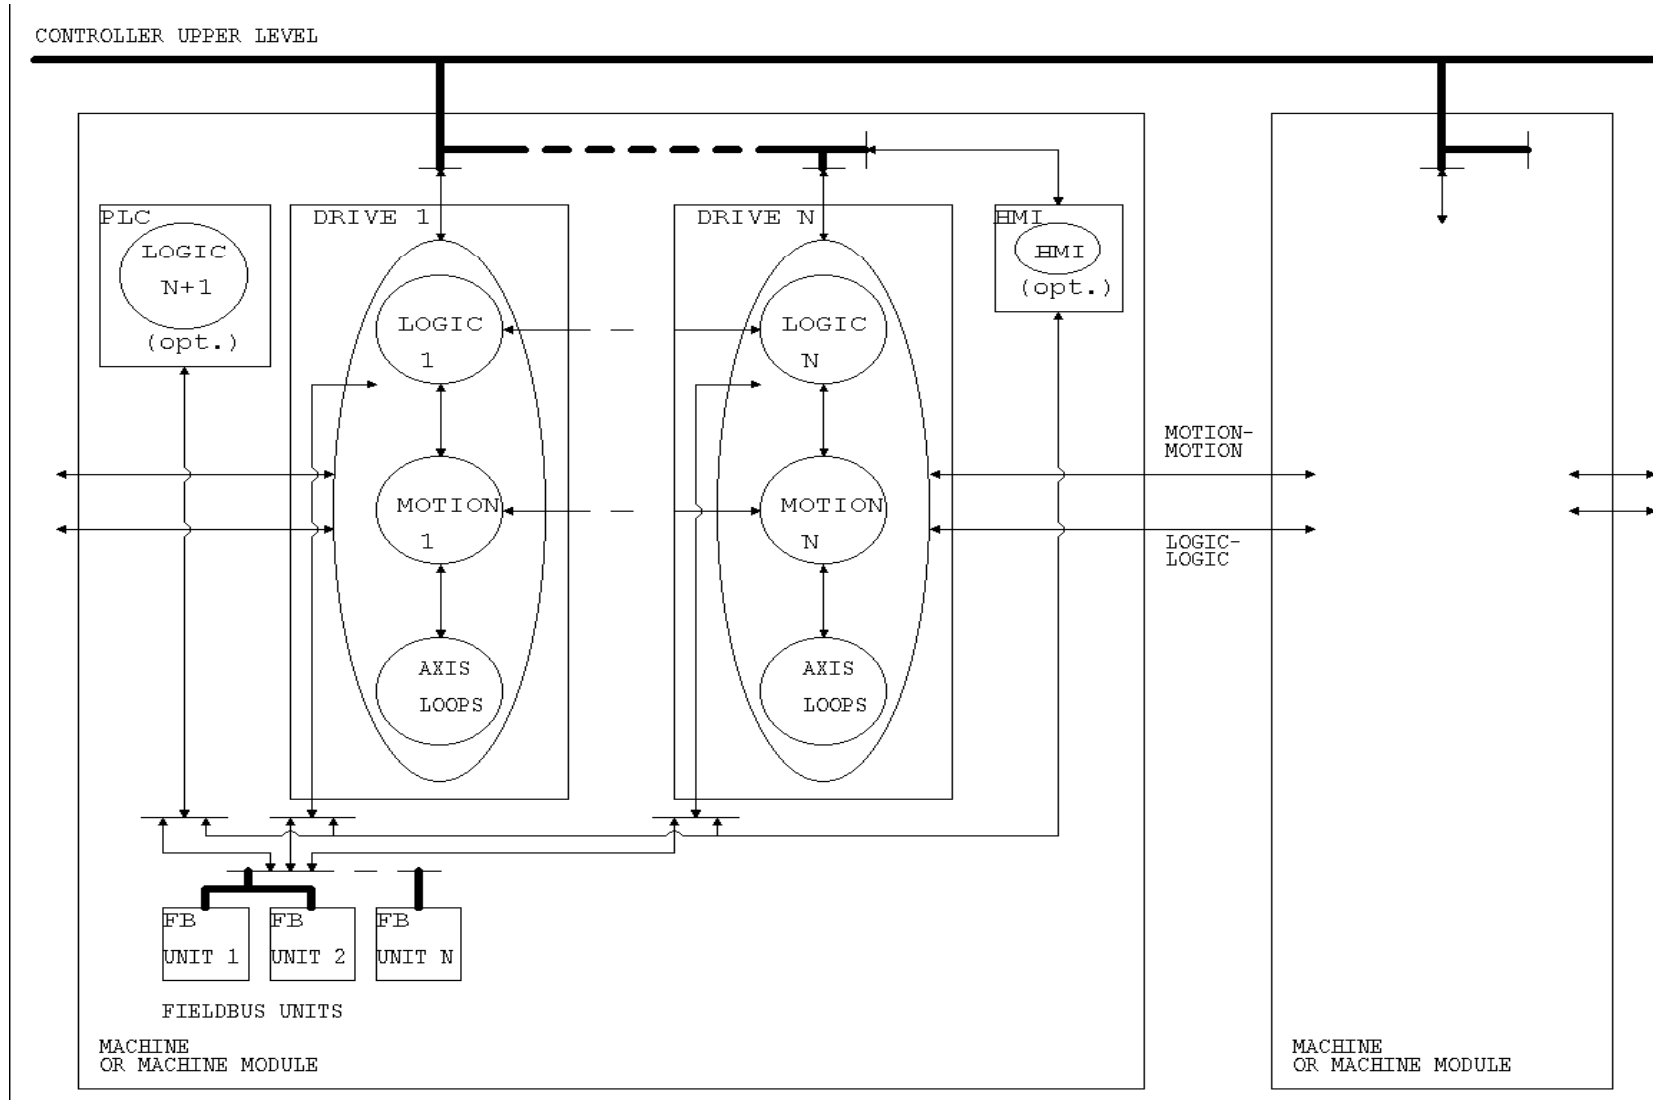 CONTROLLER UPPER LEVEL
PLC
LOGIC
N+1
(opt.)
DRIVE 1
LOGIC
1
MOTION
1
AXIS
LOOPS
DRIVE N
LOGIC
N
MOTION
N
AXIS
LOOPS
HMI
HMI
(opt.)
MOTION-
MOTION
LOGIC-
LOGIC
FB
UNIT 1
FB
UNIT 2
FB
UNIT N
FIELDBUS UNITS
MACHINE
OR MACHINE MODULE
MACHINE
OR MACHINE MODULE